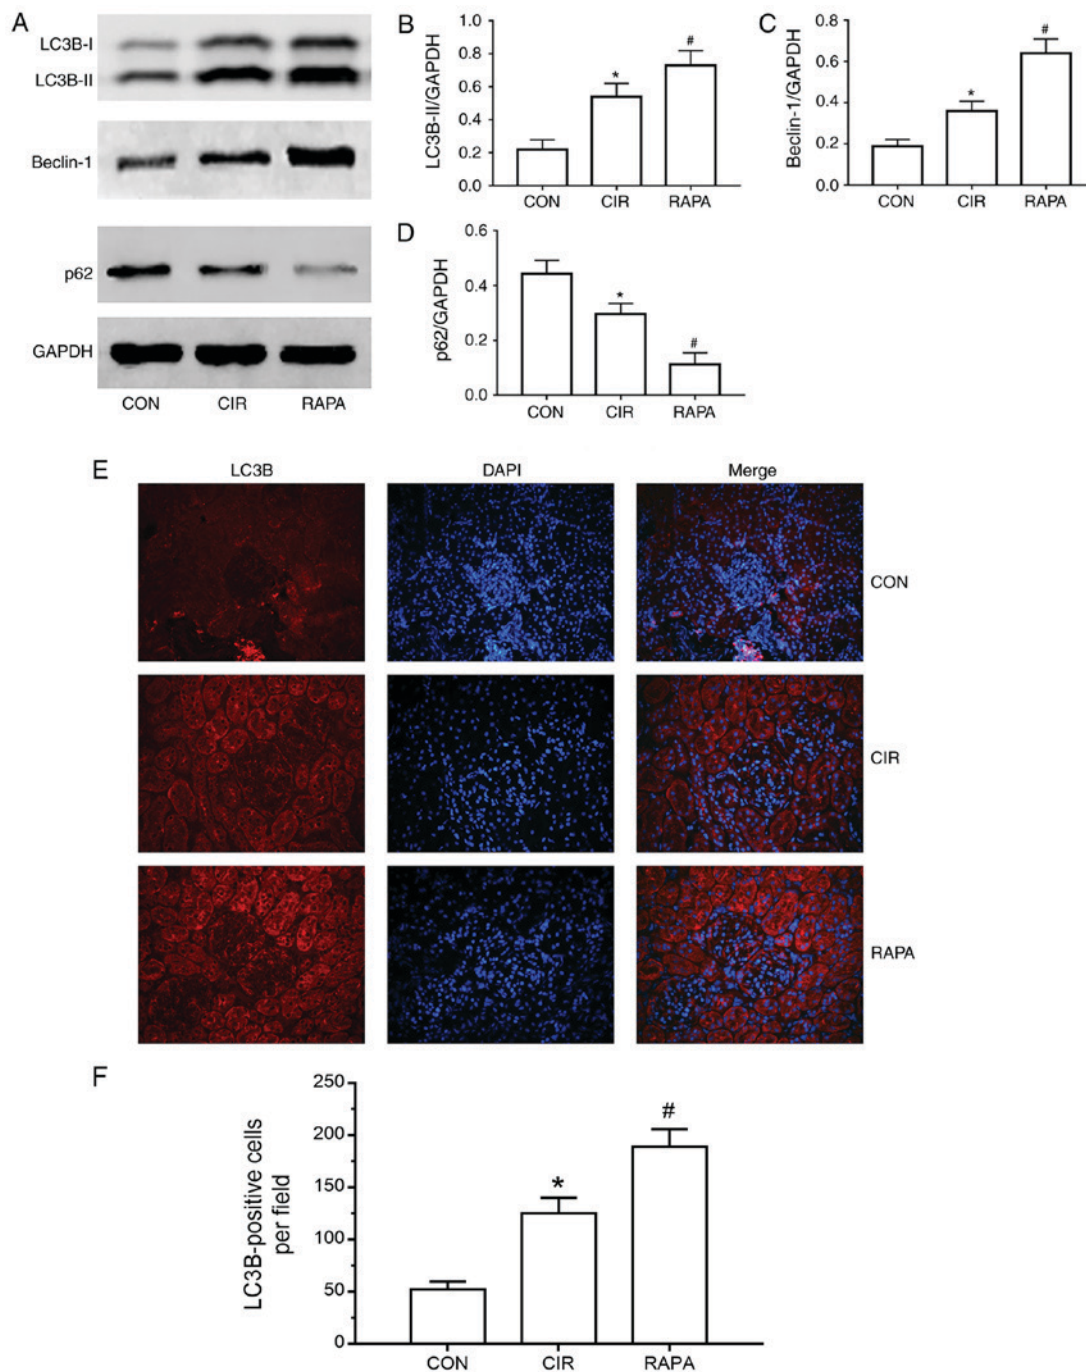 A
LC3B-I
LC3B-II
Beclin-1
p62
GAPDH
CON CIR RAPA
B
LC3B-II/GAPDH
1.0
0.8
0.6
0.4
0.2
0.0
*
#
CON CIR RAPA
C
Beclin-1/GAPDH
0.8
0.6
0.4
0.2
0.0
*
#
CON CIR RAPA
D
p62/GAPDH
0.6
0.4
0.2
0.0
*
#
CON CIR RAPA
E
LC3B DAPI Merge
CON
CIR
RAPA
F
LC3B-positive cells
per field
250
200
150
100
50
0
*
#
CON CIR RAPA